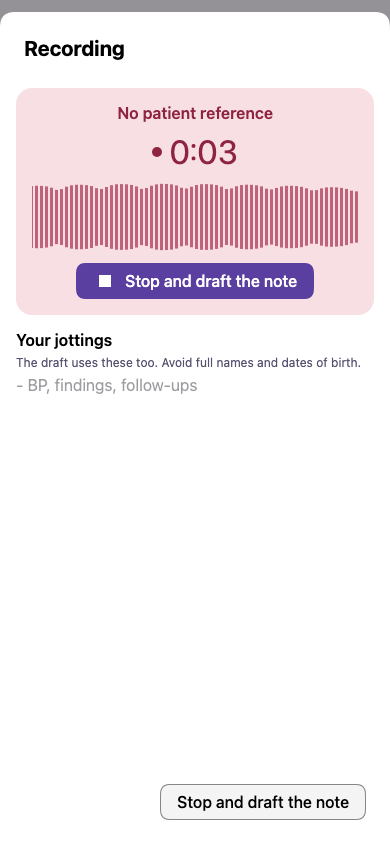 Recording
No patient reference
0:03
Stop and draft the note
Your jottings
The draft uses these too. Avoid full names and dates of birth.
- BP, findings, follow-ups
Stop and draft the note